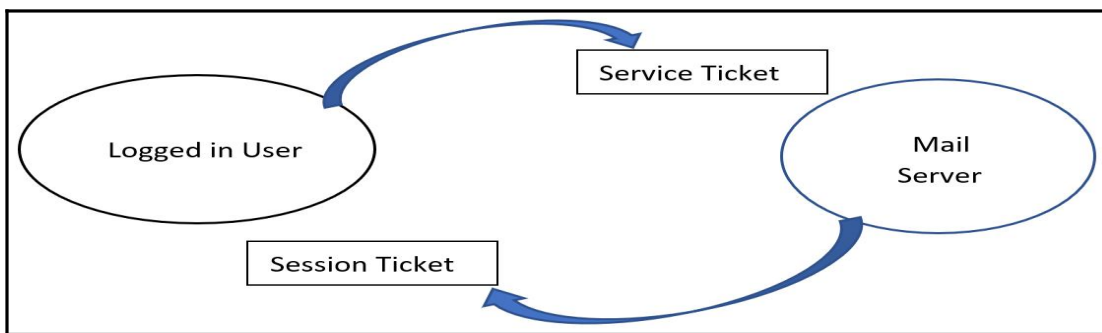 Service Ticket
Logged in User
Mail
Server
Session Ticket